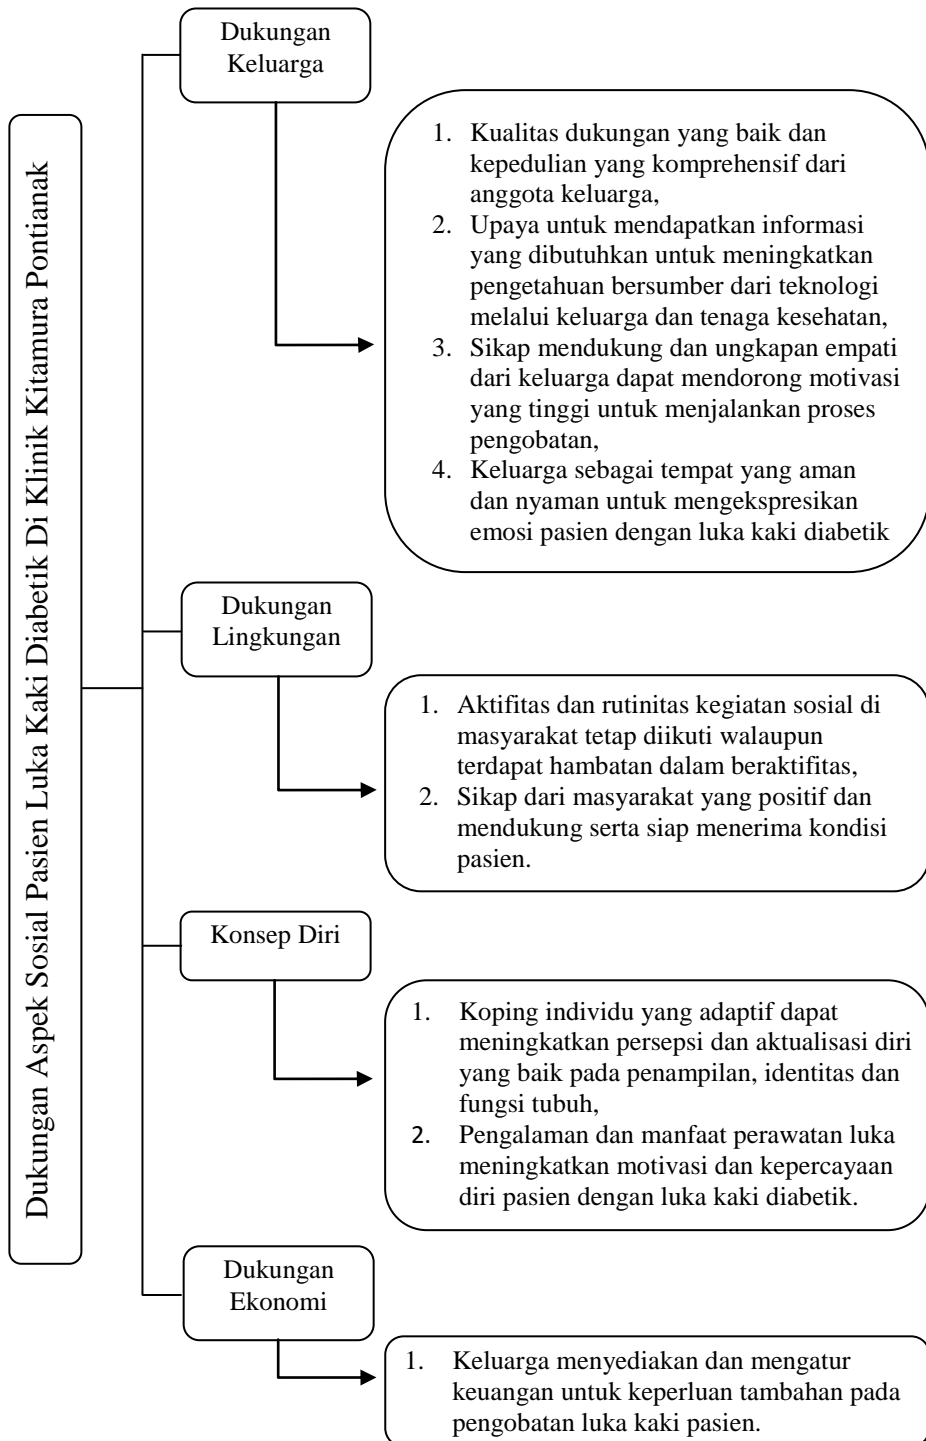 Dukungan Aspek Sosial Pasien Luka Kaki Diabetik Di Klinik Kitamura Pontianak
Dukungan
Keluarga
1. Kualitas dukungan yang baik dan
kepedulian yang komprehensif dari
anggota keluarga,
2. Upaya untuk mendapatkan informasi
yang dibutuhkan untuk meningkatkan
pengetahuan bersumber dari teknologi
melalui keluarga dan tenaga kesehatan,
3. Sikap mendukung dan ungkapan empati
dari keluarga dapat mendorong motivasi
yang tinggi untuk menjalankan proses
pengobatan,
4. Keluarga sebagai tempat yang aman
dan nyaman untuk mengekspresikan
emosi pasien dengan luka kaki diabetik
Dukungan
Lingkungan
1. Aktifitas dan rutinitas kegiatan sosial di
masyarakat tetap diikuti walaupun
terdapat hambatan dalam beraktifitas,
2. Sikap dari masyarakat yang positif dan
mendukung serta siap menerima kondisi
pasien.
Konsep Diri
1. Koping individu yang adaptif dapat
meningkatkan persepsi dan aktualisasi diri
yang baik pada penampilan, identitas dan
fungsi tubuh,
2. Pengalaman dan manfaat perawatan luka
meningkatkan motivasi dan kepercayaan
diri pasien dengan luka kaki diabetik.
Dukungan
Ekonomi
1. Keluarga menyediakan dan mengatur
keuangan untuk keperluan tambahan pada
pengobatan luka kaki pasien.